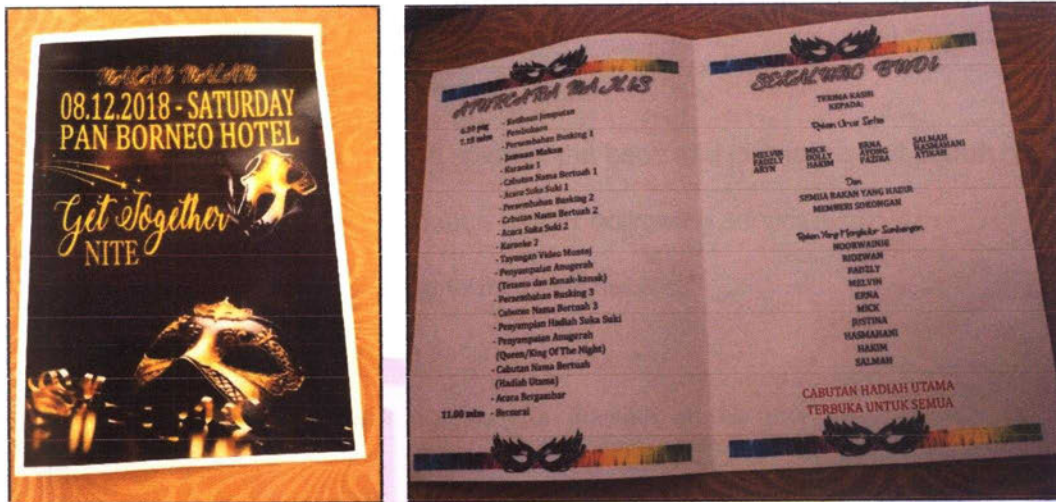 MAKAN MALAM
08.12.2018 - SATURDAY
PAN BORNEO HOTEL
Get Together
NITE
ATURCARA MAJLIS
6.30 ptg - Ketibaan Jemputan
7.15 mlm - Pembukaan
- Persembahan Busking 1
- Jamuan Makan
- Karaoke 1
- Cabutan Nama Bertuah 1
- Acara Suka Suki 1
- Persembahan Busking 2
- Cabutan Nama Bertuah 2
- Acara Suka Suki 2
- Karaoke 2
- Tayangan Video Montaj
- Penyampaian Anugerah
(Tetamu dan Kanak-kanak)
- Persembahan Busking 3
- Cabutan Nama Bertuah 3
- Penyampian Hadiah Suka Suki
- Penyampaian Anugerah
(Queen/King Of The Night)
- Cabutan Nama Bertuah
(Hadiah Utama)
- Acara Bergambar
11.00 mlm - Bersurai
SEKALUNG BUDI
TERIMA KASIH
KEPADA:
Rakan Urus Setia
MELVIN MICK ERNA SALMAH
FADZLY DOLLY AYONG HASMAHANI
ARYN HAKIM FAZIRA ATIKAH
Dan
SEMUA RAKAN YANG HADIR
MEMBERI SOKONGAN
Rakan Yang Menghulur Sumbangan
NOORWAINIE
RIDZWAN
FADZLY
MELVIN
ERNA
MICK
JUSTINA
HASMAHANI
HAKIM
SALMAH
CABUTAN HADIAH UTAMA
TERBUKA UNTUK SEMUA